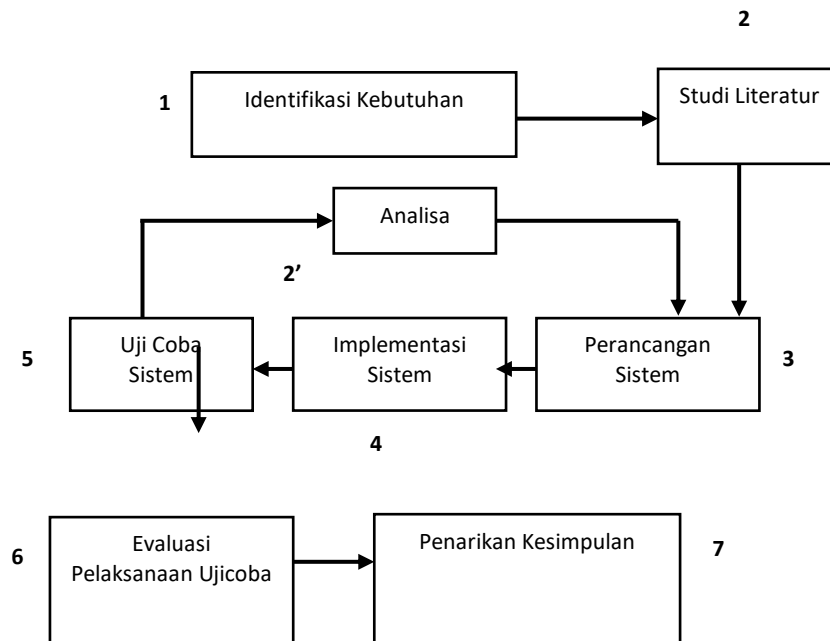 2
1
Identifikasi Kebutuhan
Studi Literatur
Analisa
2’
5
Uji Coba
Sistem
Implementasi
Sistem
Perancangan
Sistem
3
4
6
Evaluasi
Pelaksanaan Ujicoba
Penarikan Kesimpulan
7